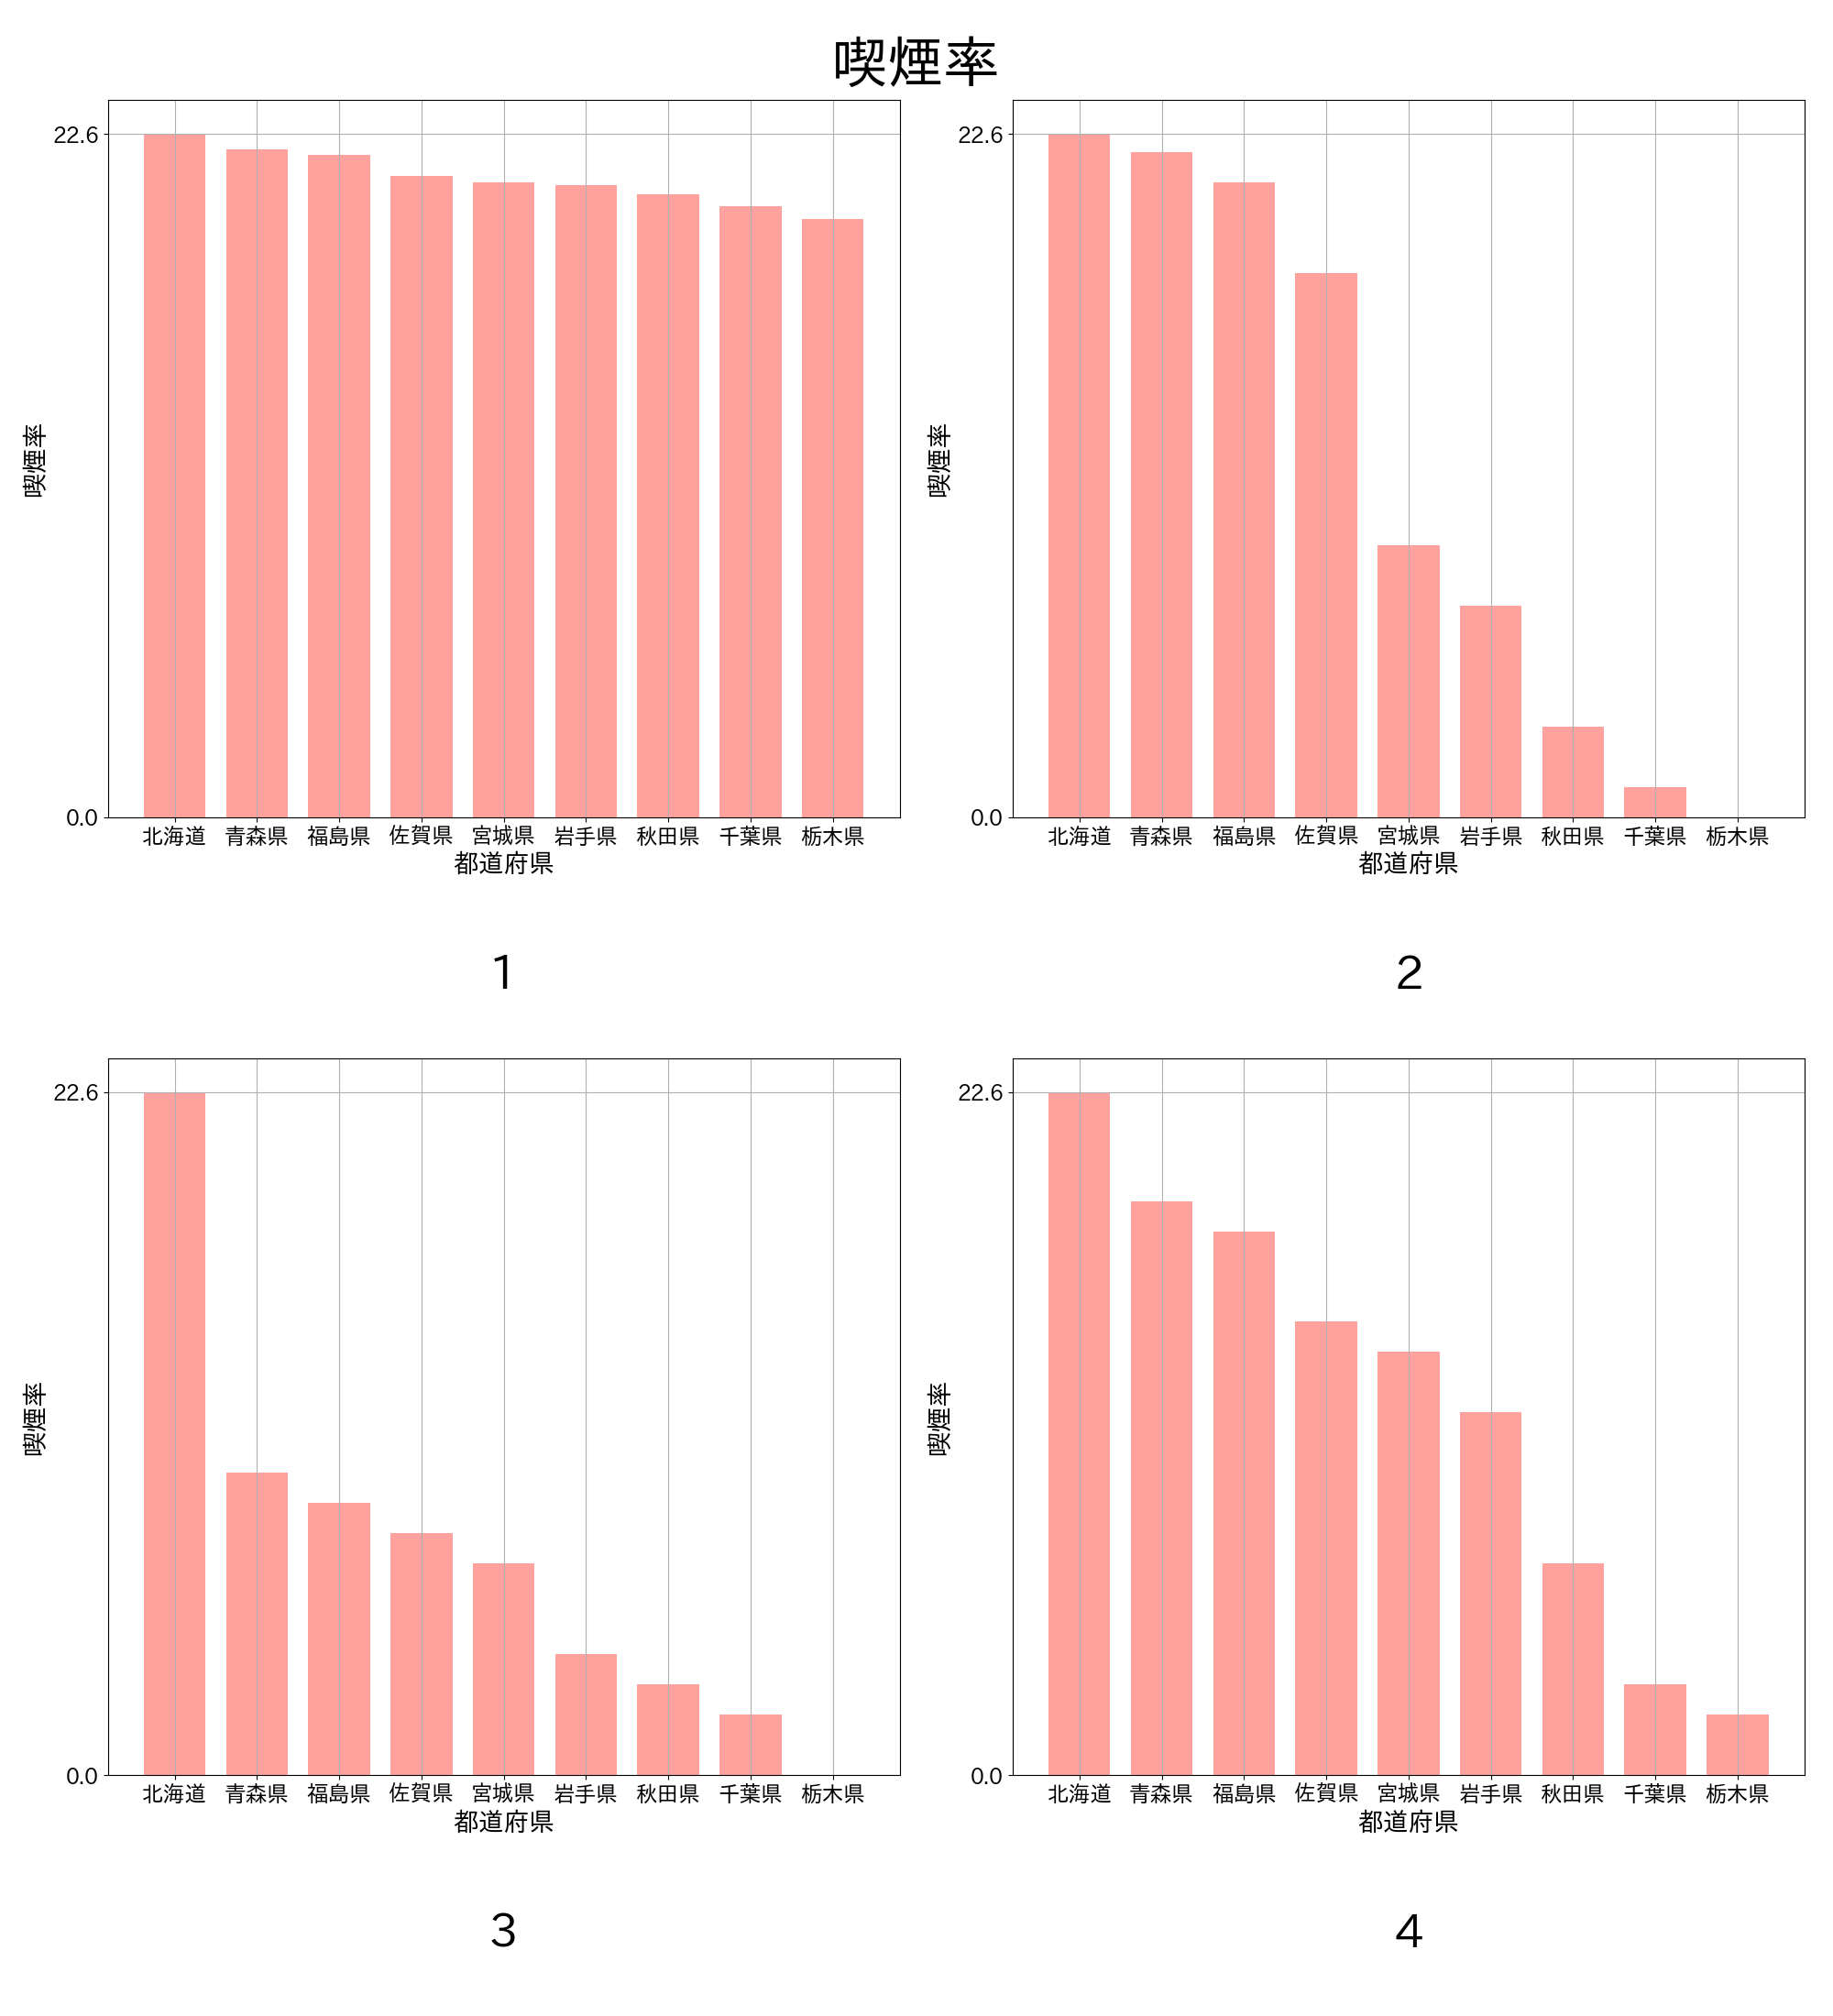 喫煙率
喫煙率
22.6
0.0
北海道 青森県 福島県 佐賀県 宮城県 岩手県 秋田県 千葉県 栃木県
都道府県
1
喫煙率
22.6
0.0
北海道 青森県 福島県 佐賀県 宮城県 岩手県 秋田県 千葉県 栃木県
都道府県
2
喫煙率
22.6
0.0
北海道 青森県 福島県 佐賀県 宮城県 岩手県 秋田県 千葉県 栃木県
都道府県
3
喫煙率
22.6
0.0
北海道 青森県 福島県 佐賀県 宮城県 岩手県 秋田県 千葉県 栃木県
都道府県
4